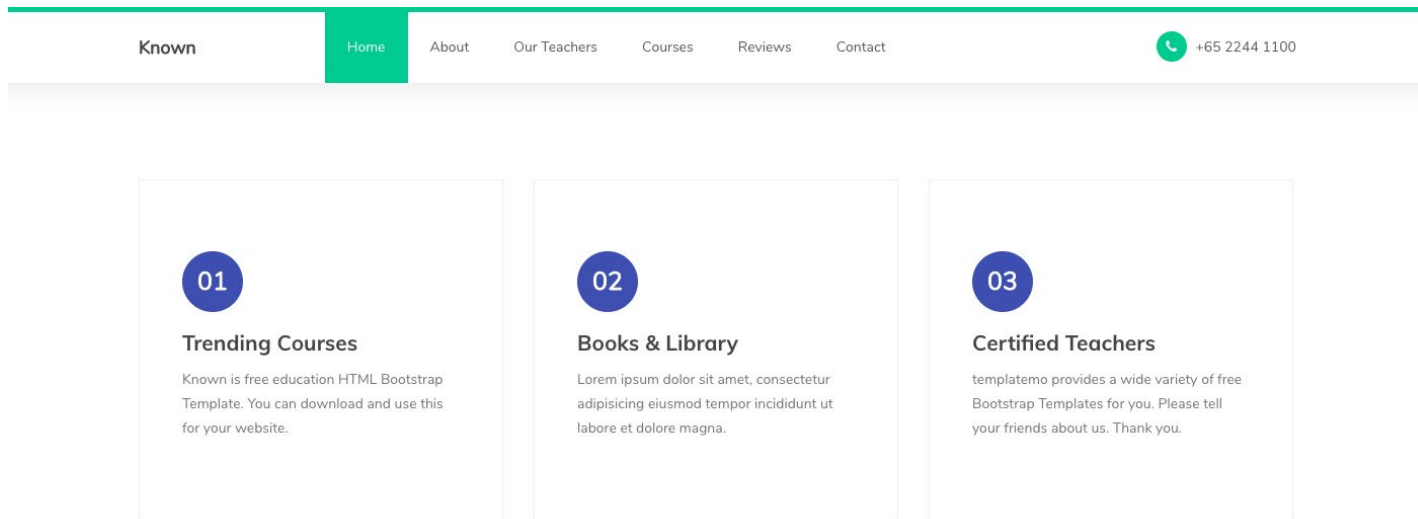 Known
Home About Our Teachers Courses Reviews Contact
+65 2244 1100
01
Trending Courses
Known is free education HTML Bootstrap
Template. You can download and use this
for your website.
02
Books & Library
Lorem ipsum dolor sit amet, consectetur
adipisicing eiusmod tempor incididunt ut
labore et dolore magna.
03
Certified Teachers
templatemo provides a wide variety of free
Bootstrap Templates for you. Please tell
your friends about us. Thank you.